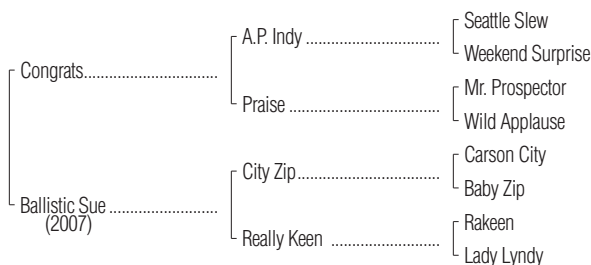 Seattle Slew
A.P. Indy ..................................
Weekend Surprise
Congrats..................................
Mr. Prospector
Praise ......................................
Wild Applause
Carson City
City Zip....................................
Baby Zip
Ballistic Sue ...........................
(2007)
Rakeen
Really Keen ...........................
Lady Lyndy